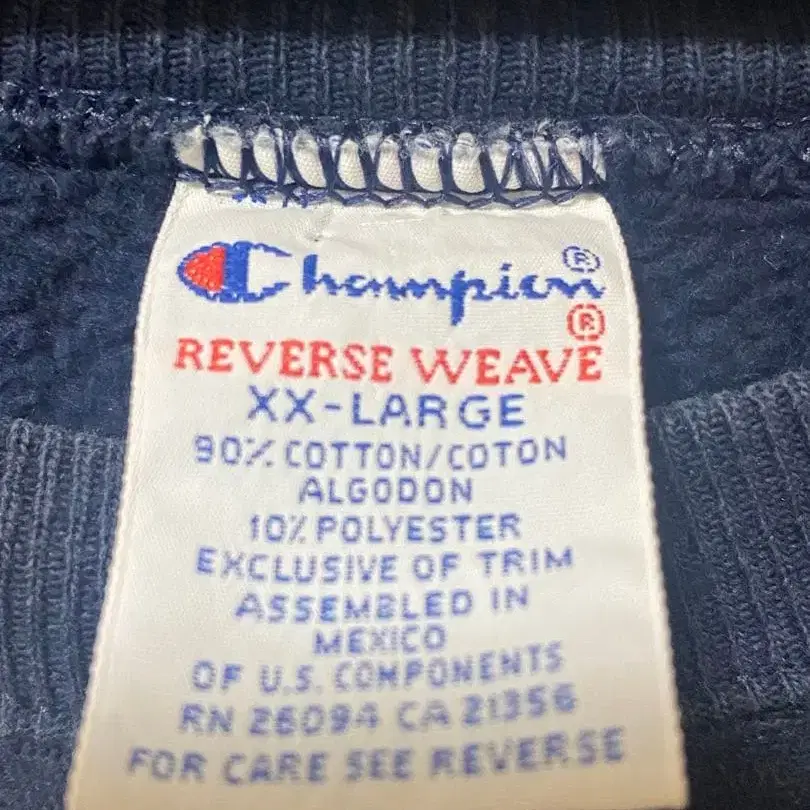 Champion®
REVERSE WEAVE®
XX-LARGE
90% COTTON/COTON
ALGODON
10% POLYESTER
EXCLUSIVE OF TRIM
ASSEMBLED IN
MEXICO
OF U.S. COMPONENTS
RN 26094 CA 21356
FOR CARE SEE REVERSE